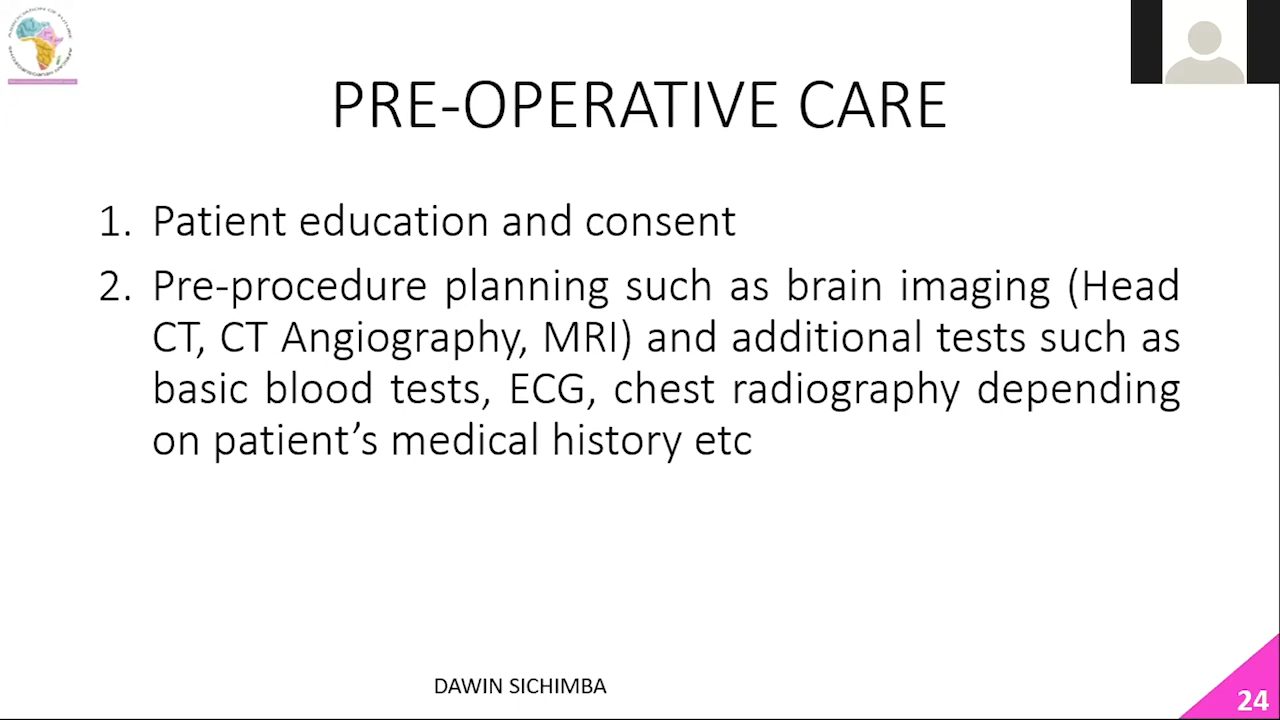 PRE-OPERATIVE CARE
1. Patient education and consent
2. Pre-procedure planning such as brain imaging (Head
CT, CT Angiography, MRI) and additional tests such as
basic blood tests, ECG, chest radiography depending
on patient’s medical history etc
DAWIN SICHIMBA
24